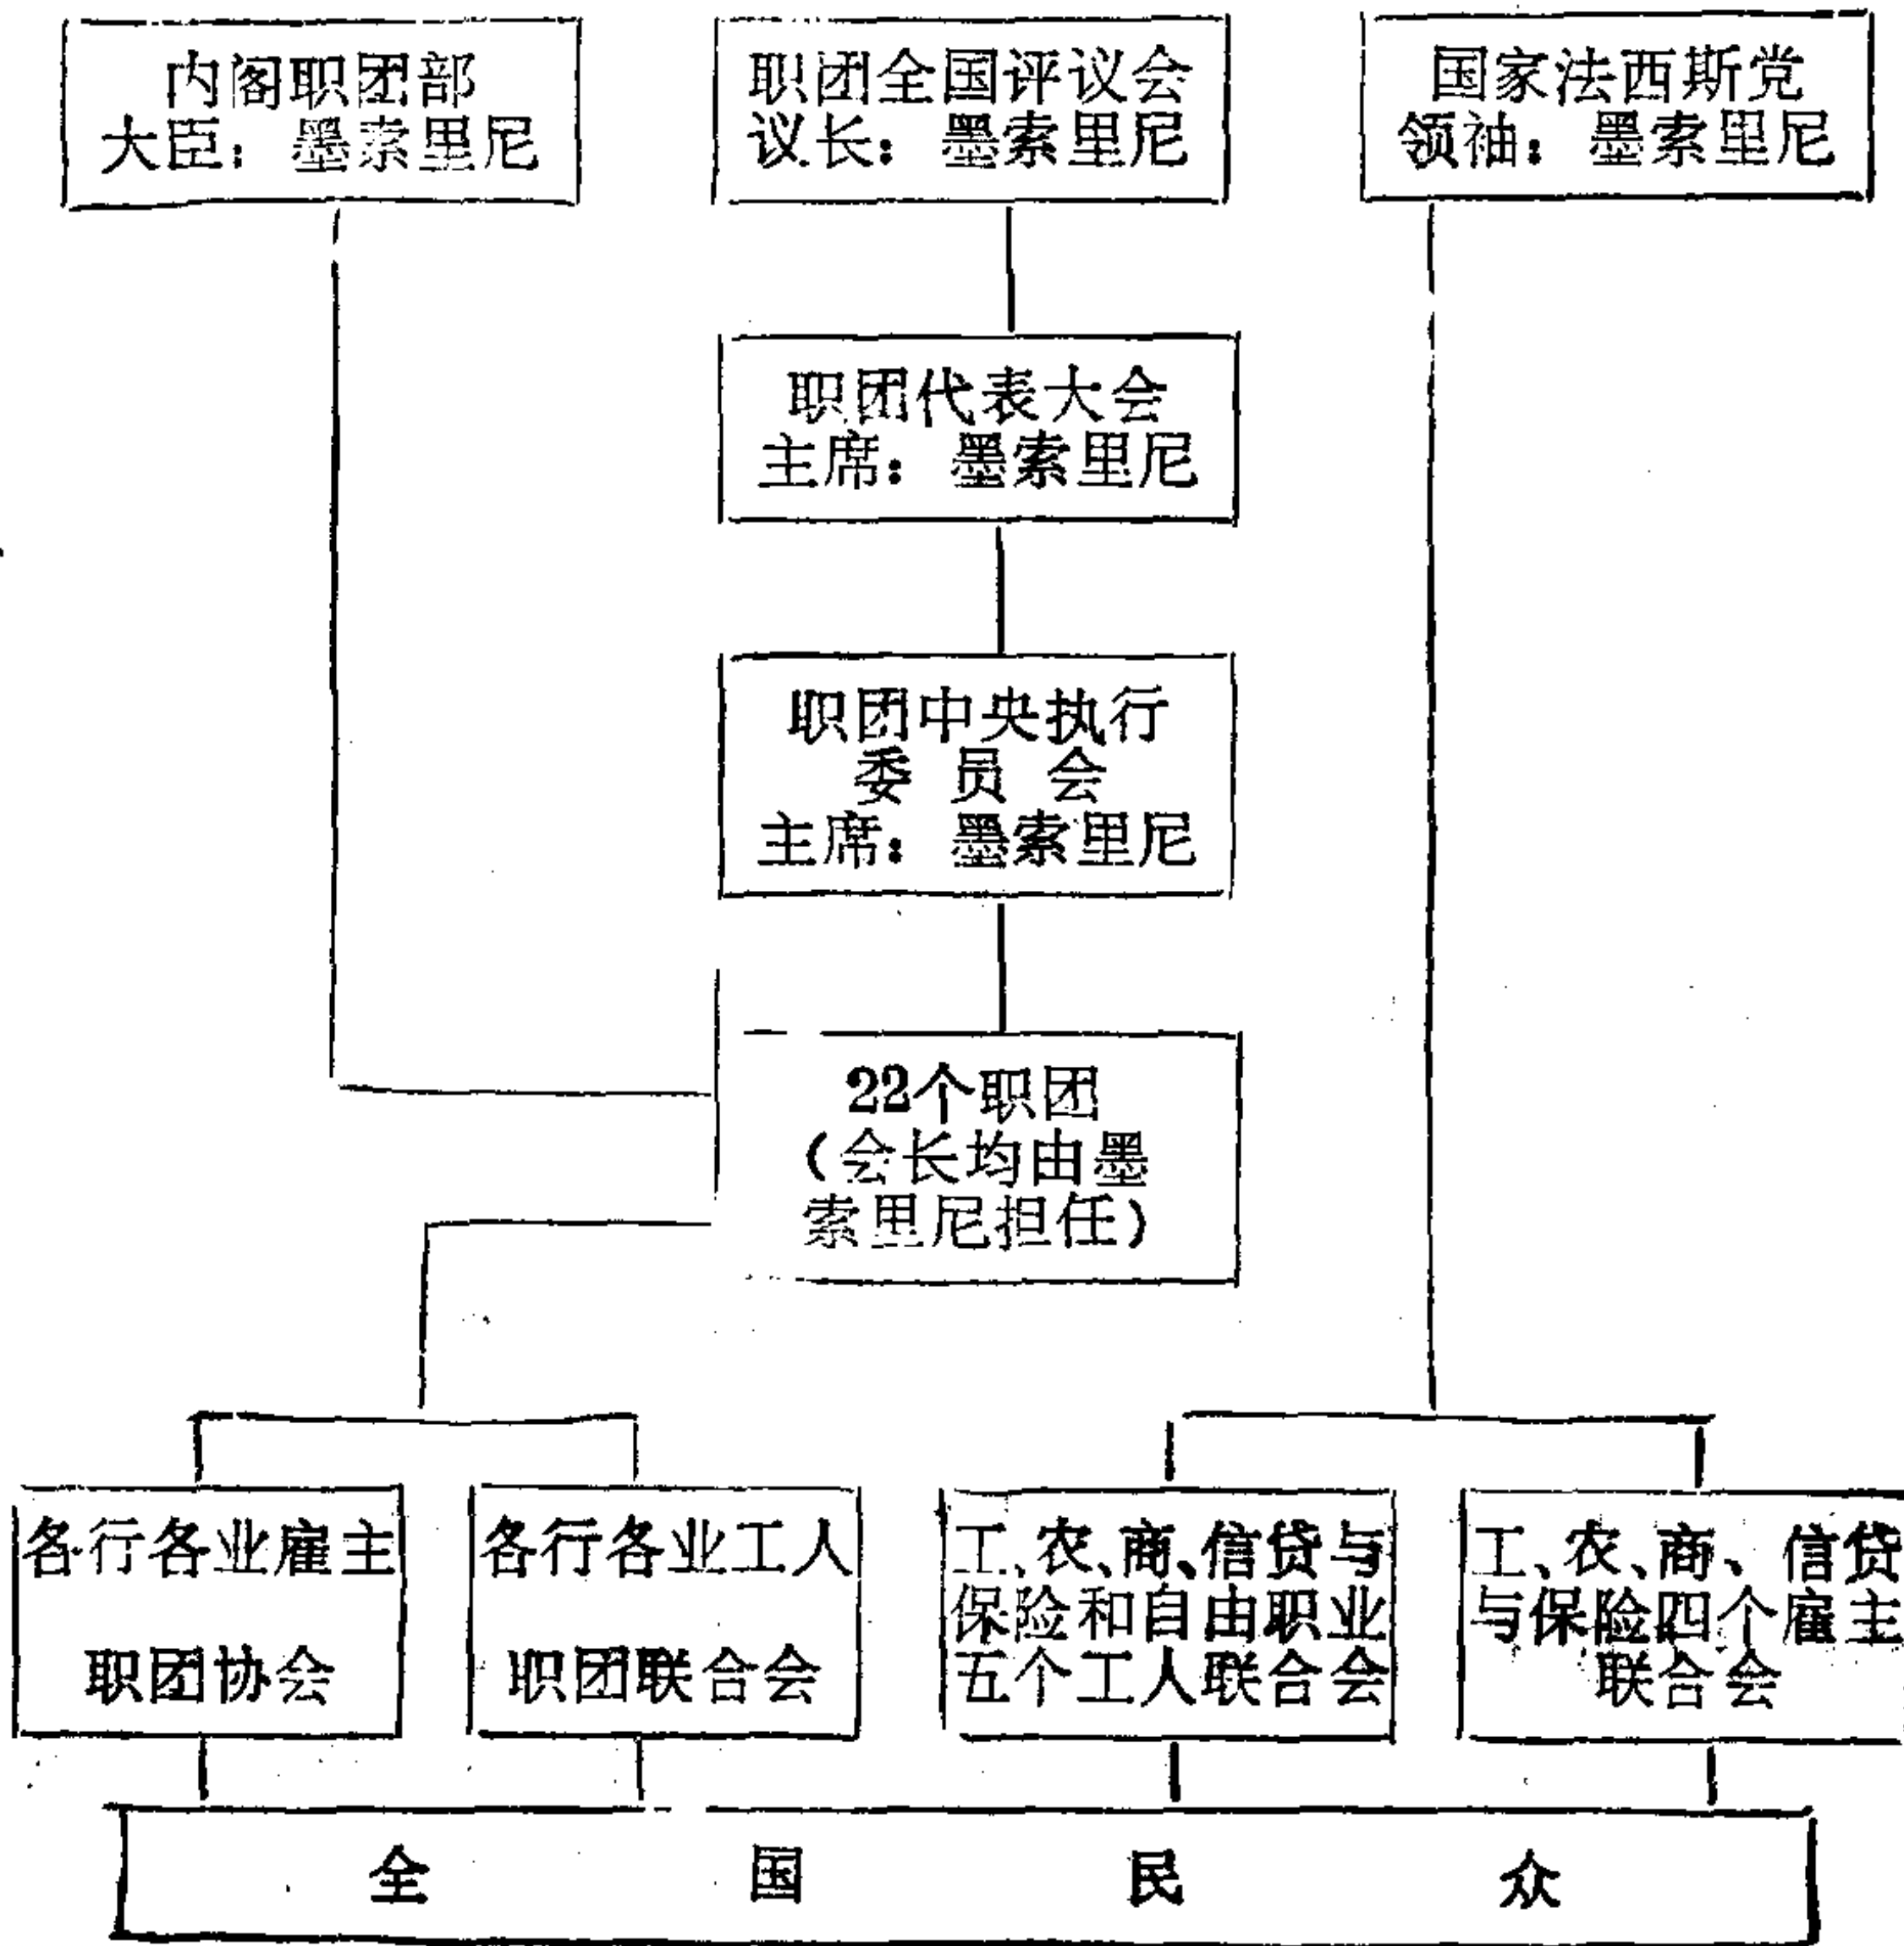 内阁职团部
大臣：墨索里尼
职团全国评议会
议长：墨索里尼
国家法西斯党
领袖：墨索里尼
职团代表大会
主席：墨索里尼
职团中央执行
委员会
主席：墨索里尼
22个职团
（会长均由墨
索里尼担任）
各行各业雇主
职团协会
各行各业工人
职团联合会
工、农、商、信贷与
保险和自由职业
五个工人联合会
工、农、商、信贷
与保险四个雇主
联合会
全国民众